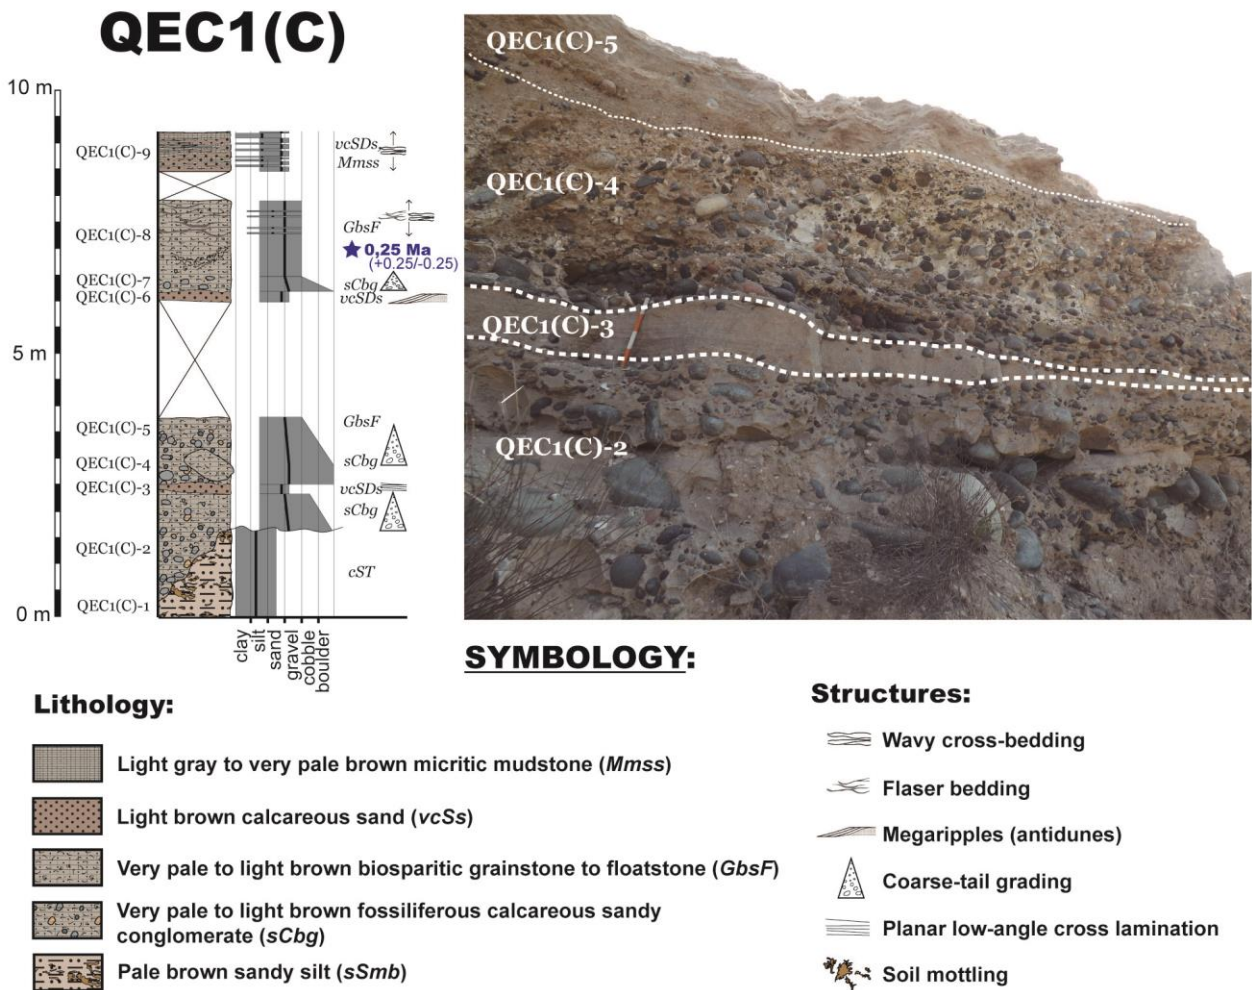 QEC1(C)
10 m
5 m
0 m
QEC1(C)-9
QEC1(C)-8
QEC1(C)-7
QEC1(C)-6
QEC1(C)-5
QEC1(C)-4
QEC1(C)-3
QEC1(C)-2
QEC1(C)-1
vcSDs
Mmss
GbsF
0,25 Ma
(+0.25/-0.25)
sCbg
vcSDs
GbsF
sCbg
vcSDs
sCbg
cST
clay
silt
sand
gravel
cobble
boulder
QEC1(C)-5
QEC1(C)-4
QEC1(C)-3
QEC1(C)-2
SYMBOLOGY:
Lithology:
Light gray to very pale brown micritic mudstone (Mmss)
Light brown calcareous sand (vcSs)
Very pale to light brown biosparitic grainstone to floatstone (GbsF)
Very pale to light brown fossiliferous calcareous sandy
conglomerate (sCbg)
Pale brown sandy silt (sSmb)
Structures:
Wavy cross-bedding
Flaser bedding
Megaripples (antidunes)
Coarse-tail grading
Planar low-angle cross lamination
Soil mottling